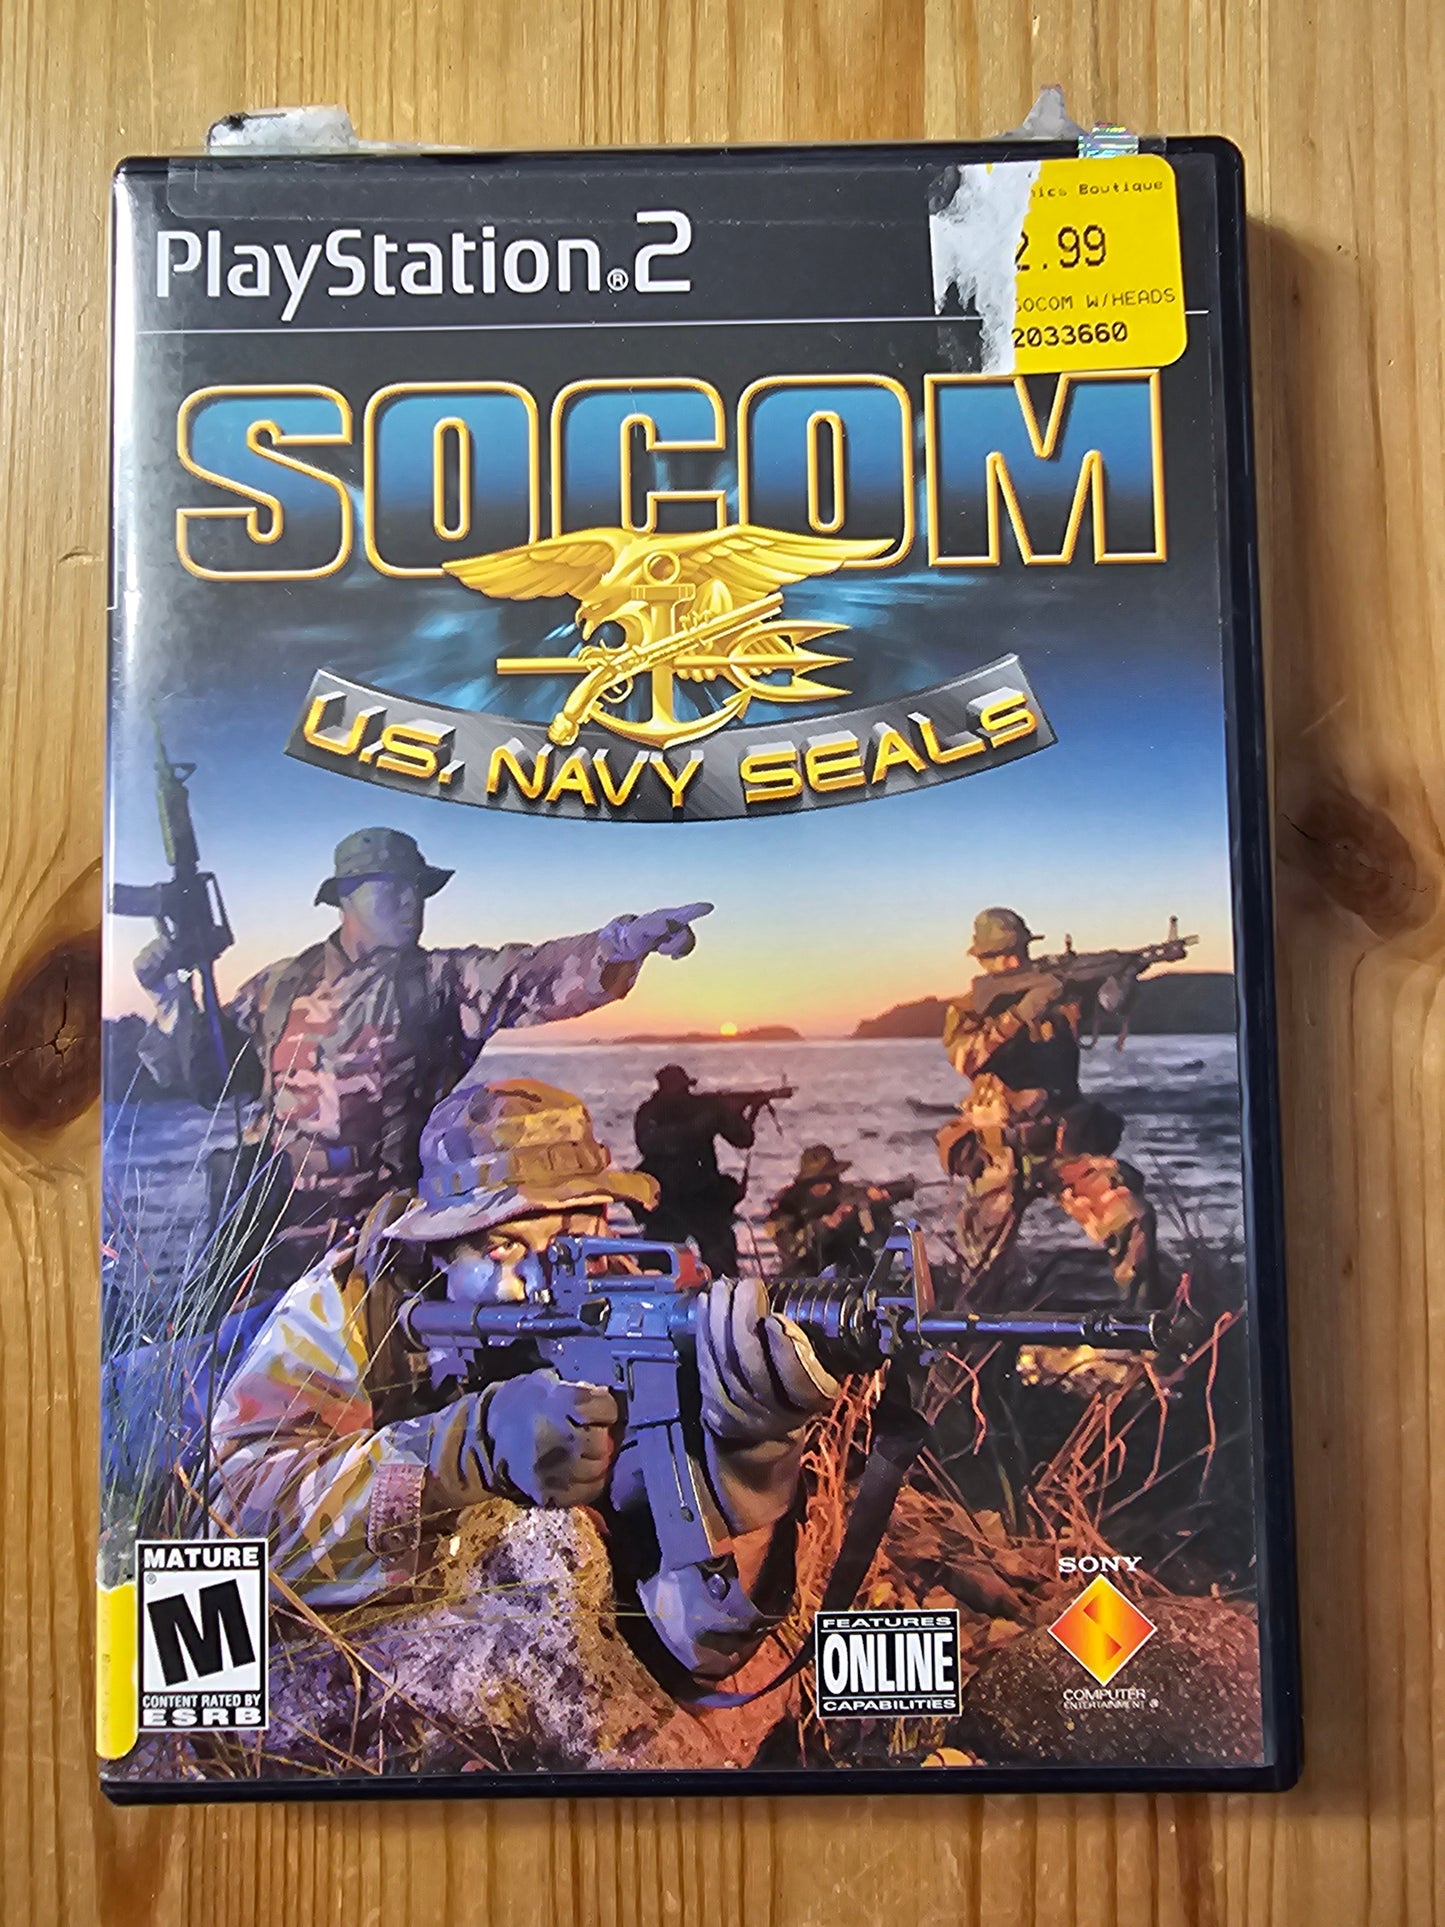 PlayStation®2
Boutique
2.99
SOCOM W/HEADS
2033660
SOCOM
U.S. NAVY SEALS
MATURE
M
®
CONTENT RATED BY
ESRB
FEATURES
ONLINE
CAPABILITIES
SONY
COMPUTER
ENTERTAINMENT ®